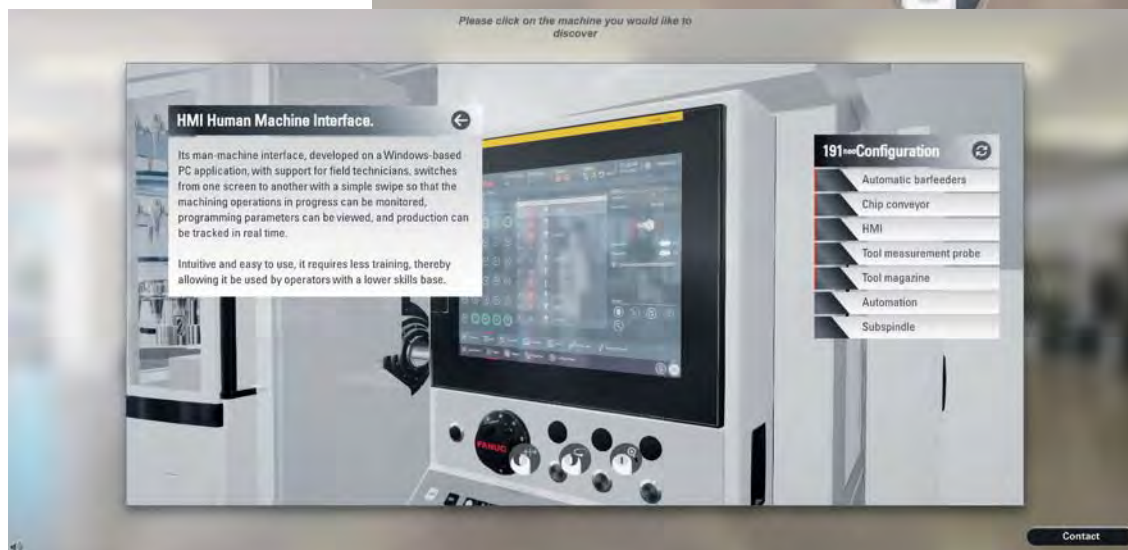 Please click on the machine you would like to
discover
HMI Human Machine Interface.
Its man-machine interface, developed on a Windows-based
PC application, with support for field technicians, switches
from one screen to another with a simple swipe so that the
machining operations in progress can be monitored,
programming parameters can be viewed, and production can
be tracked in real time.
Intuitive and easy to use, it requires less training, thereby
allowing it be used by operators with a lower skills base.
191neo Configuration
Automatic barfeeders
Chip conveyor
HMI
Tool measurement probe
Tool magazine
Automation
Subspindle
FANUC
Contact